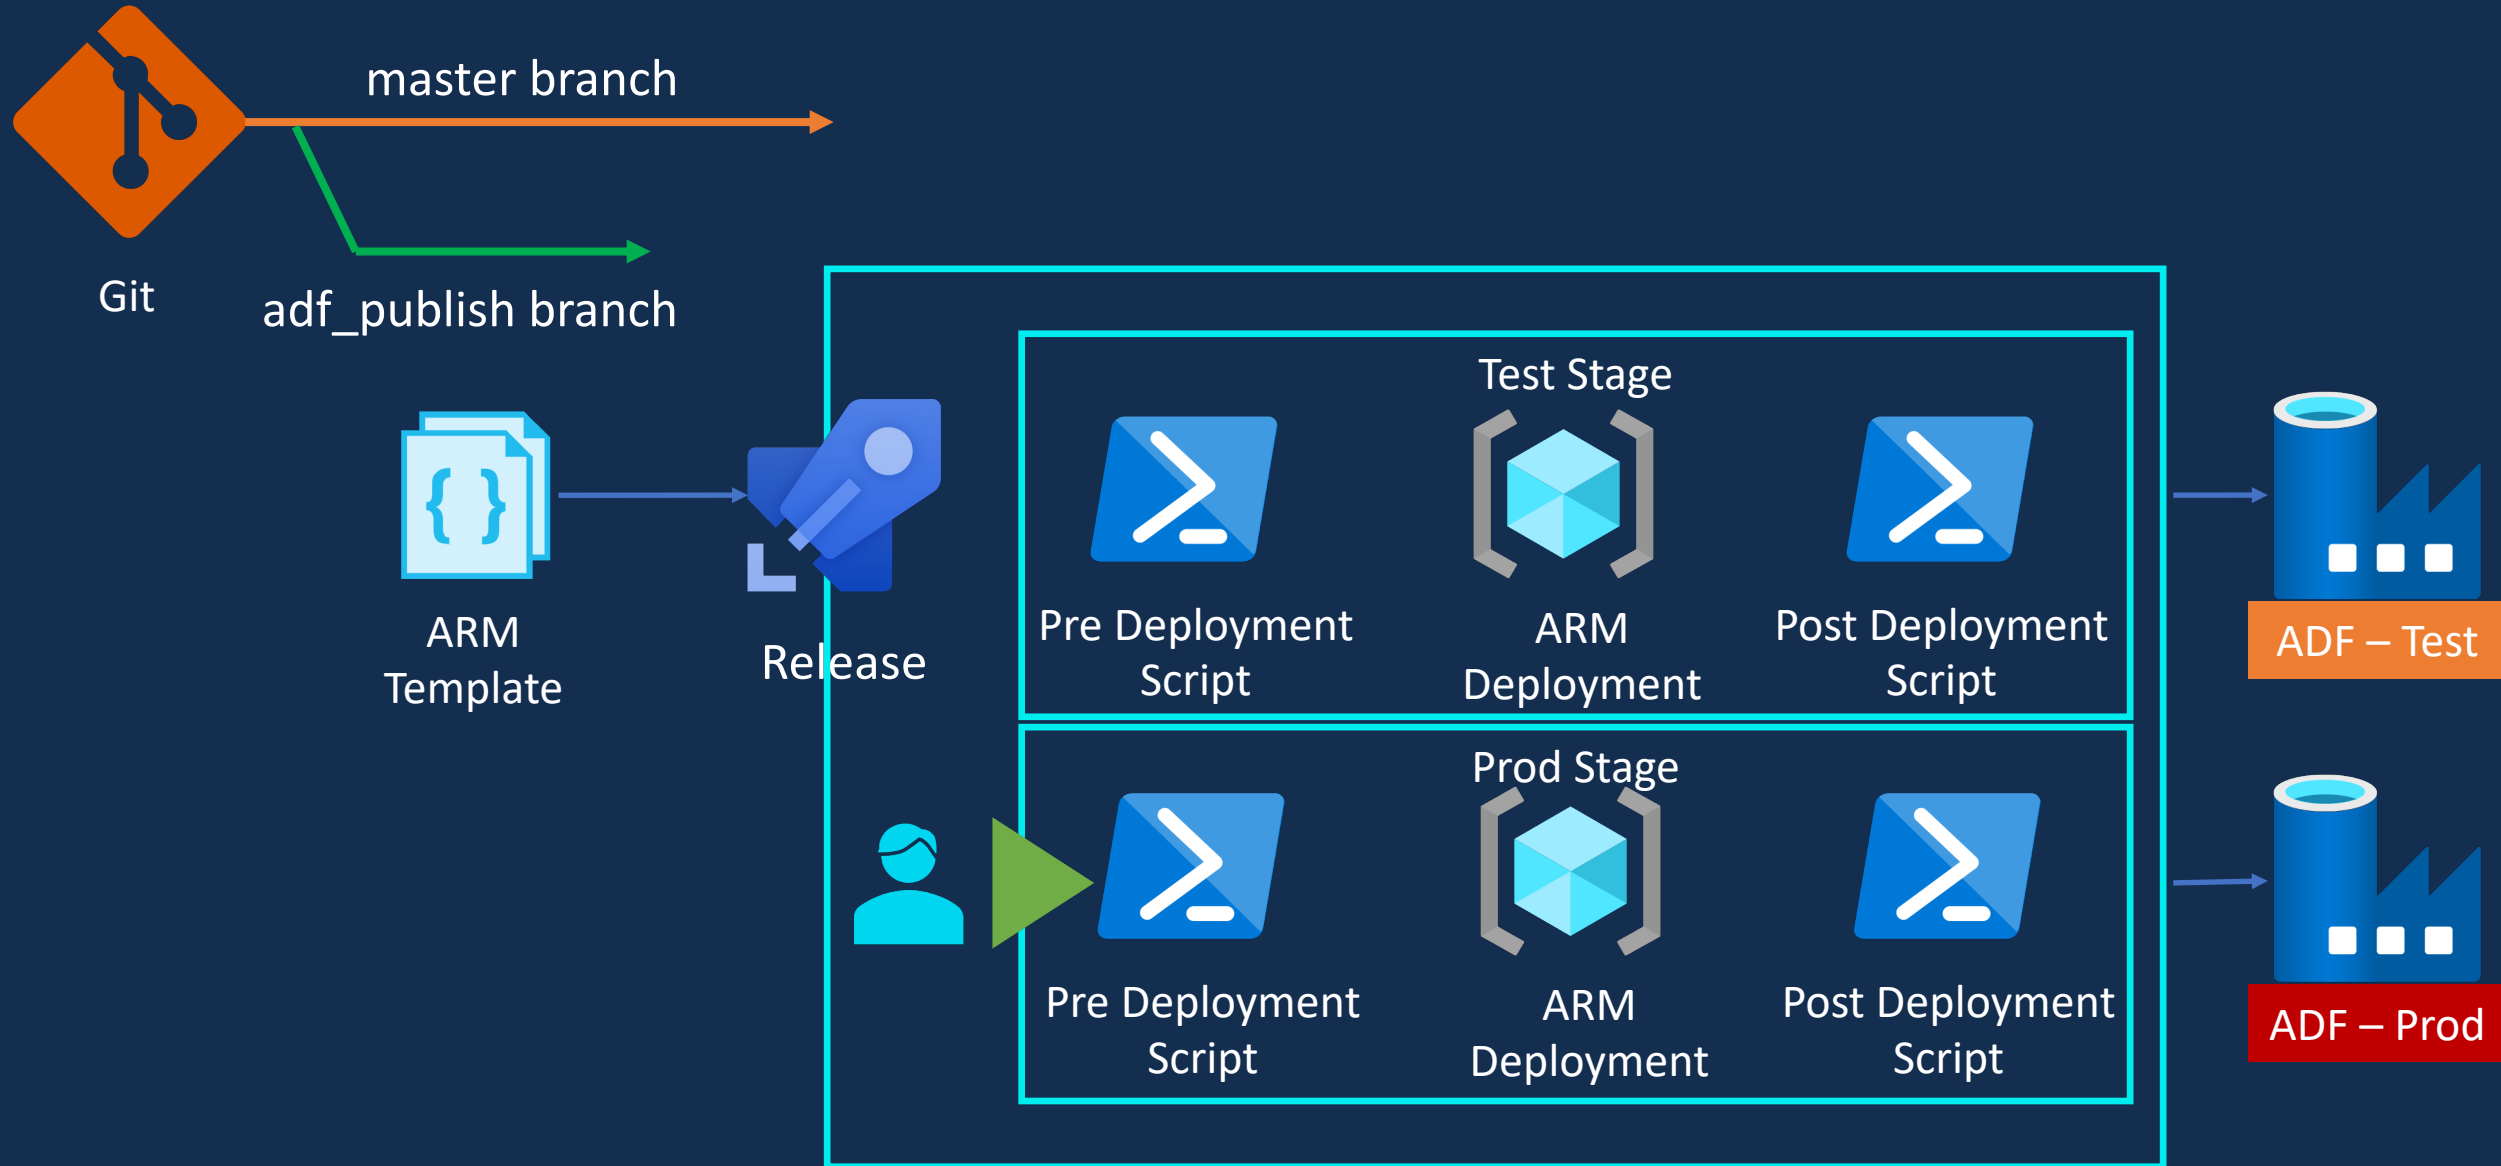 master branch
Git
adf_publish branch
ARM
Template
Release
Test Stage
Pre Deployment
Script
ARM
Deployment
Post Deployment
Script
ADF – Test
Prod Stage
Pre Deployment
Script
ARM
Deployment
Post Deployment
Script
ADF – Prod